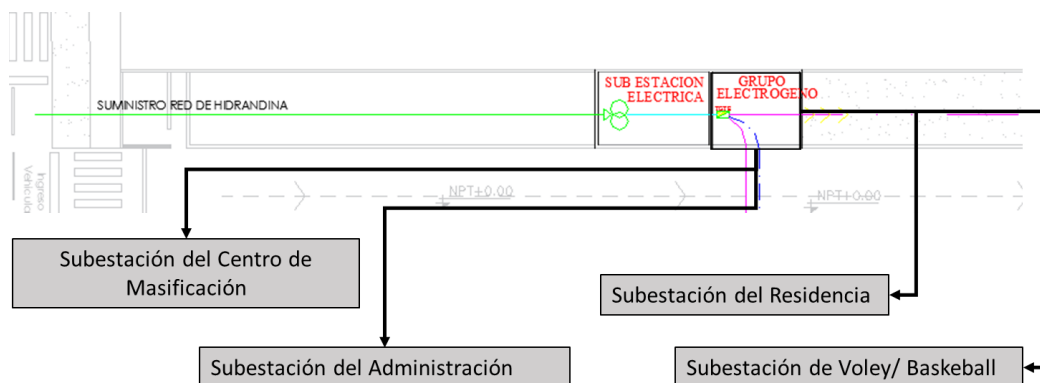 SUB ESTACION
ELECTRICA
GRUPO
ELECTROGENO
SUMINISTRO RED DE HIDRANDINA
Ingreso
Vehicula
NPT+0.00
NPT+0.00
Subestación del Centro de
Masificación
Subestación del Residencia
Subestación del Administración
Subestación de Voley/ Baskeball